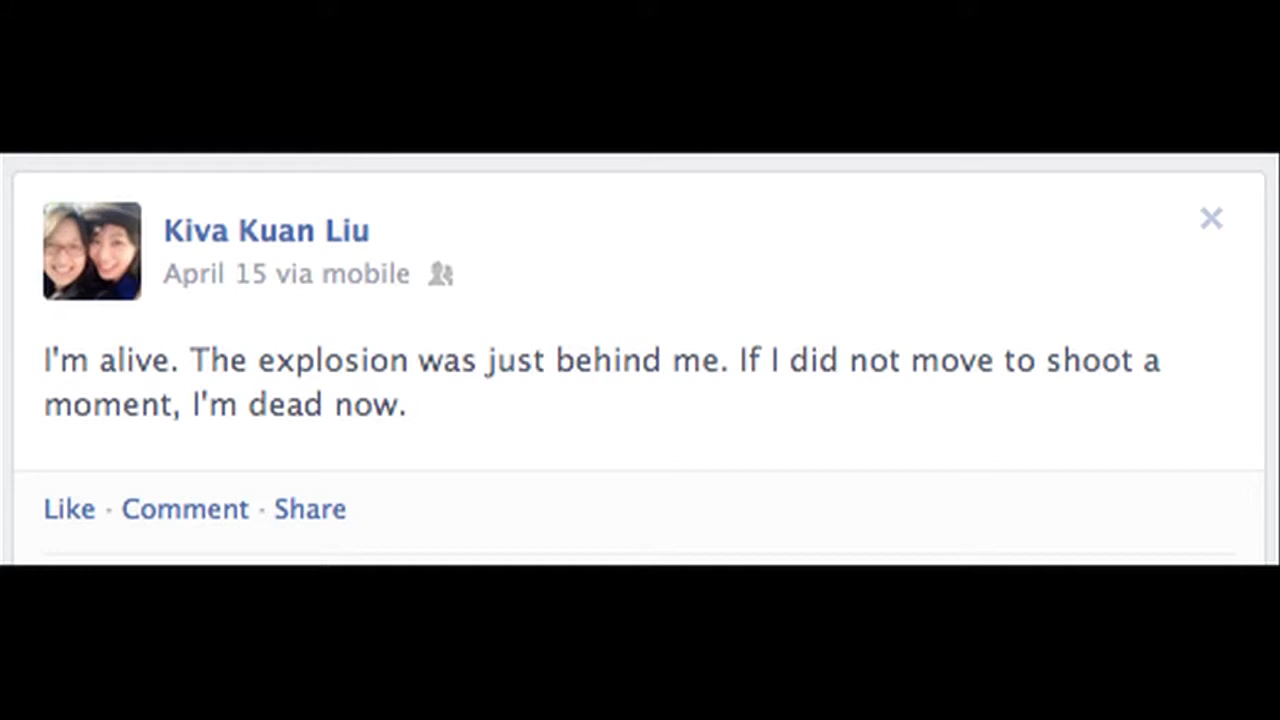 Kiva Kuan Liu
April 15 via mobile
I'm alive. The explosion was just behind me. If I did not move to shoot a
moment, I'm dead now.
Like · Comment · Share